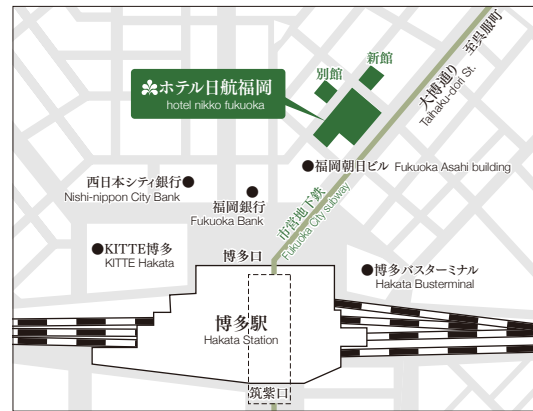 至呉服町
大博通り
Taihaku-dori St.
新館
別館
ホテル日航福岡
hotel nikko fukuoka
福岡朝日ビル Fukuoka Asahi building
西日本シティ銀行
Nishi-nippon City Bank
福岡銀行
Fukuoka Bank
市営地下鉄
Fukuoka City subway
KITTE博多
KITTE Hakata
博多口
博多バスターミナル
Hakata Busterminal
博多駅
Hakata Station
筑紫口